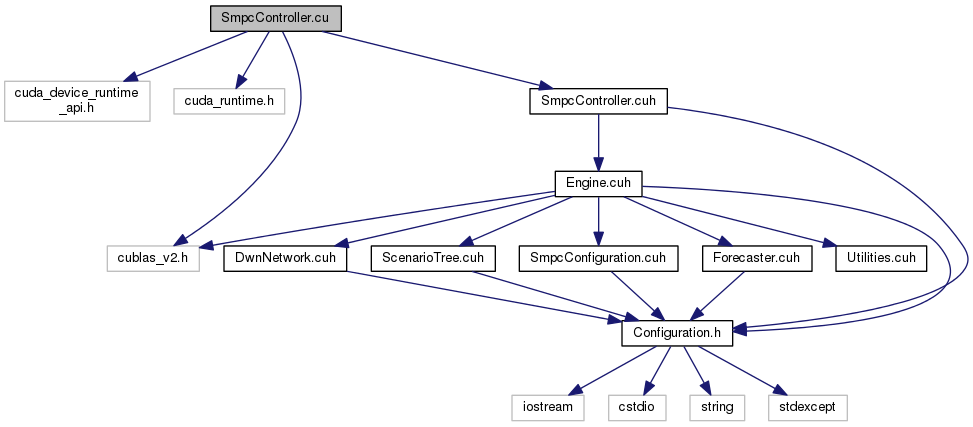 SmpcController.cu
cuda_device_runtime
_api.h
cuda_runtime.h
SmpcController.cuh
Engine.cuh
cublas_v2.h
DwnNetwork.cuh
ScenarioTree.cuh
SmpcConfiguration.cuh
Forecaster.cuh
Utilities.cuh
Configuration.h
iostream
cstdio
string
stdexcept